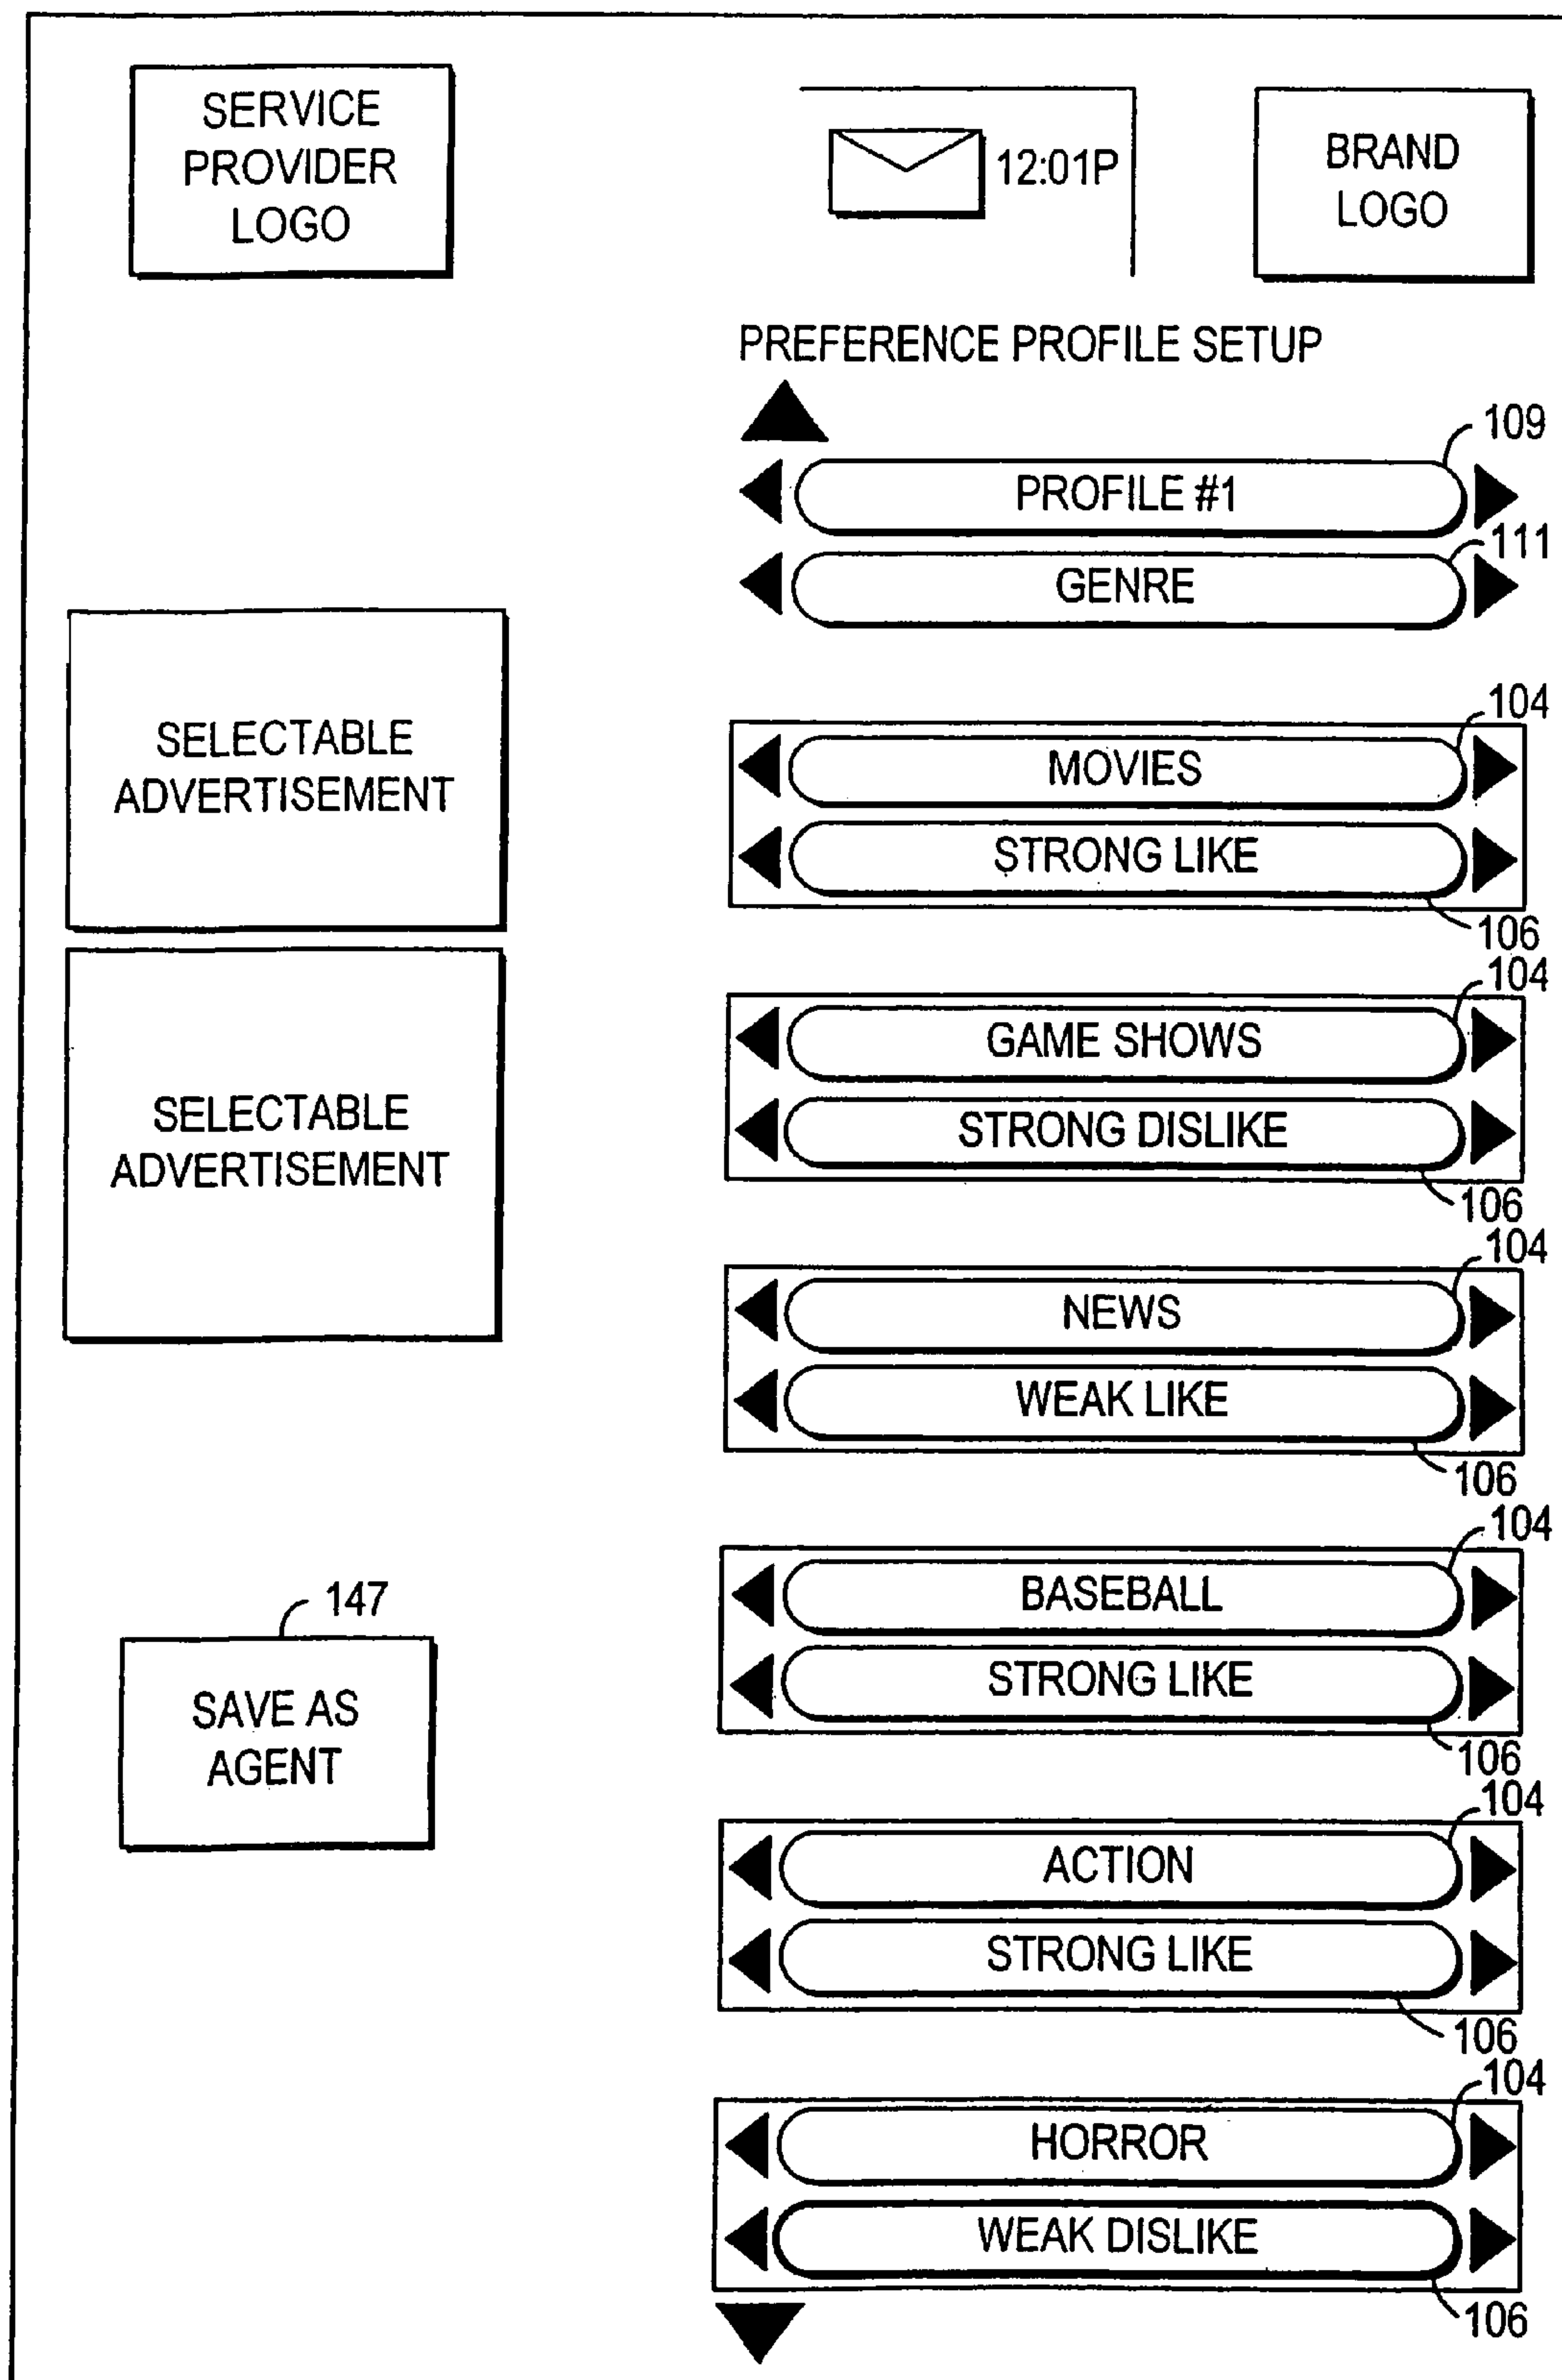 SERVICE
PROVIDER
LOGO
12:01P
BRAND
LOGO
PREFERENCE PROFILE SETUP
109
PROFILE #1
111
GENRE
SELECTABLE
ADVERTISEMENT
104
MOVIES
STRONG LIKE
106
104
GAME SHOWS
STRONG DISLIKE
106
SELECTABLE
ADVERTISEMENT
104
NEWS
WEAK LIKE
106
104
BASEBALL
STRONG LIKE
106
147
SAVE AS
AGENT
104
ACTION
STRONG LIKE
106
104
HORROR
WEAK DISLIKE
106